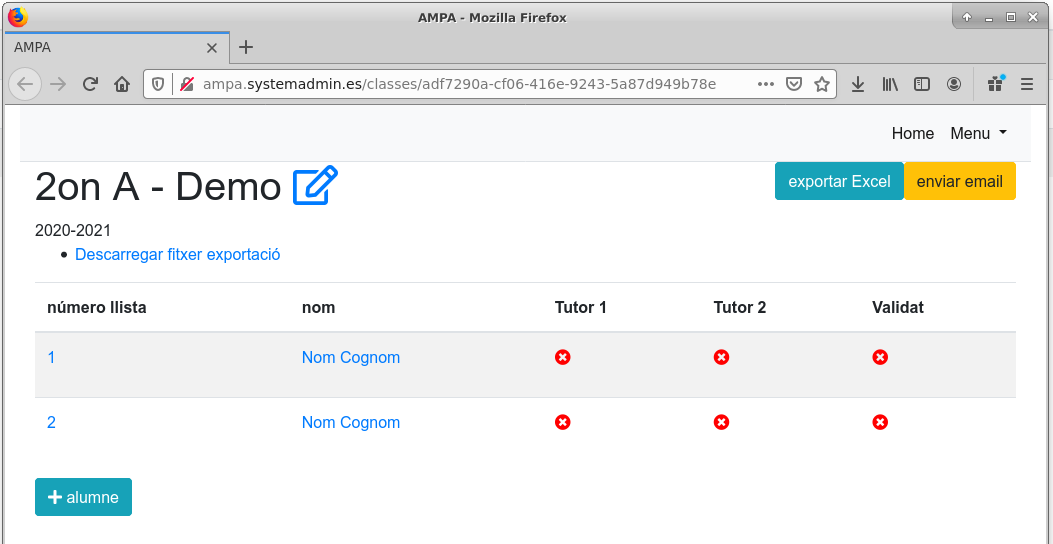 AMPA - Mozilla Firefox
AMPA
ampa.systemadmin.es/classes/adf7290a-cf06-416e-9243-5a87d949b78e
Home Menu
2on A - Demo
exportar Excel enviar email
2020-2021
Descarregar fitxer exportació
número llista nom Tutor 1 Tutor 2 Validat
1 Nom Cognom
2 Nom Cognom
+ alumne